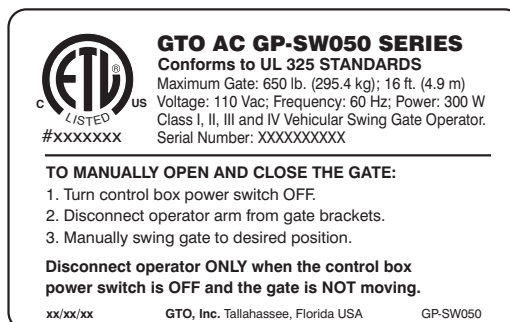 GTO AC GP-SW050 SERIES
Conforms to UL 325 STANDARDS
Maximum Gate: 650 lb. (295.4 kg); 16 ft. (4.9 m)
Voltage: 110 Vac; Frequency: 60 Hz; Power: 300 W
Class I, II, III and IV Vehicular Swing Gate Operator.
Serial Number: XXXXXXXXXX
ETL ®
C US
LISTED
#xxxxxxx
TO MANUALLY OPEN AND CLOSE THE GATE:
1. Turn control box power switch OFF.
2. Disconnect operator arm from gate brackets.
3. Manually swing gate to desired position.
Disconnect operator ONLY when the control box
power switch is OFF and the gate is NOT moving.
xx/xx/xx GTO, Inc. Tallahassee, Florida USA GP-SW050